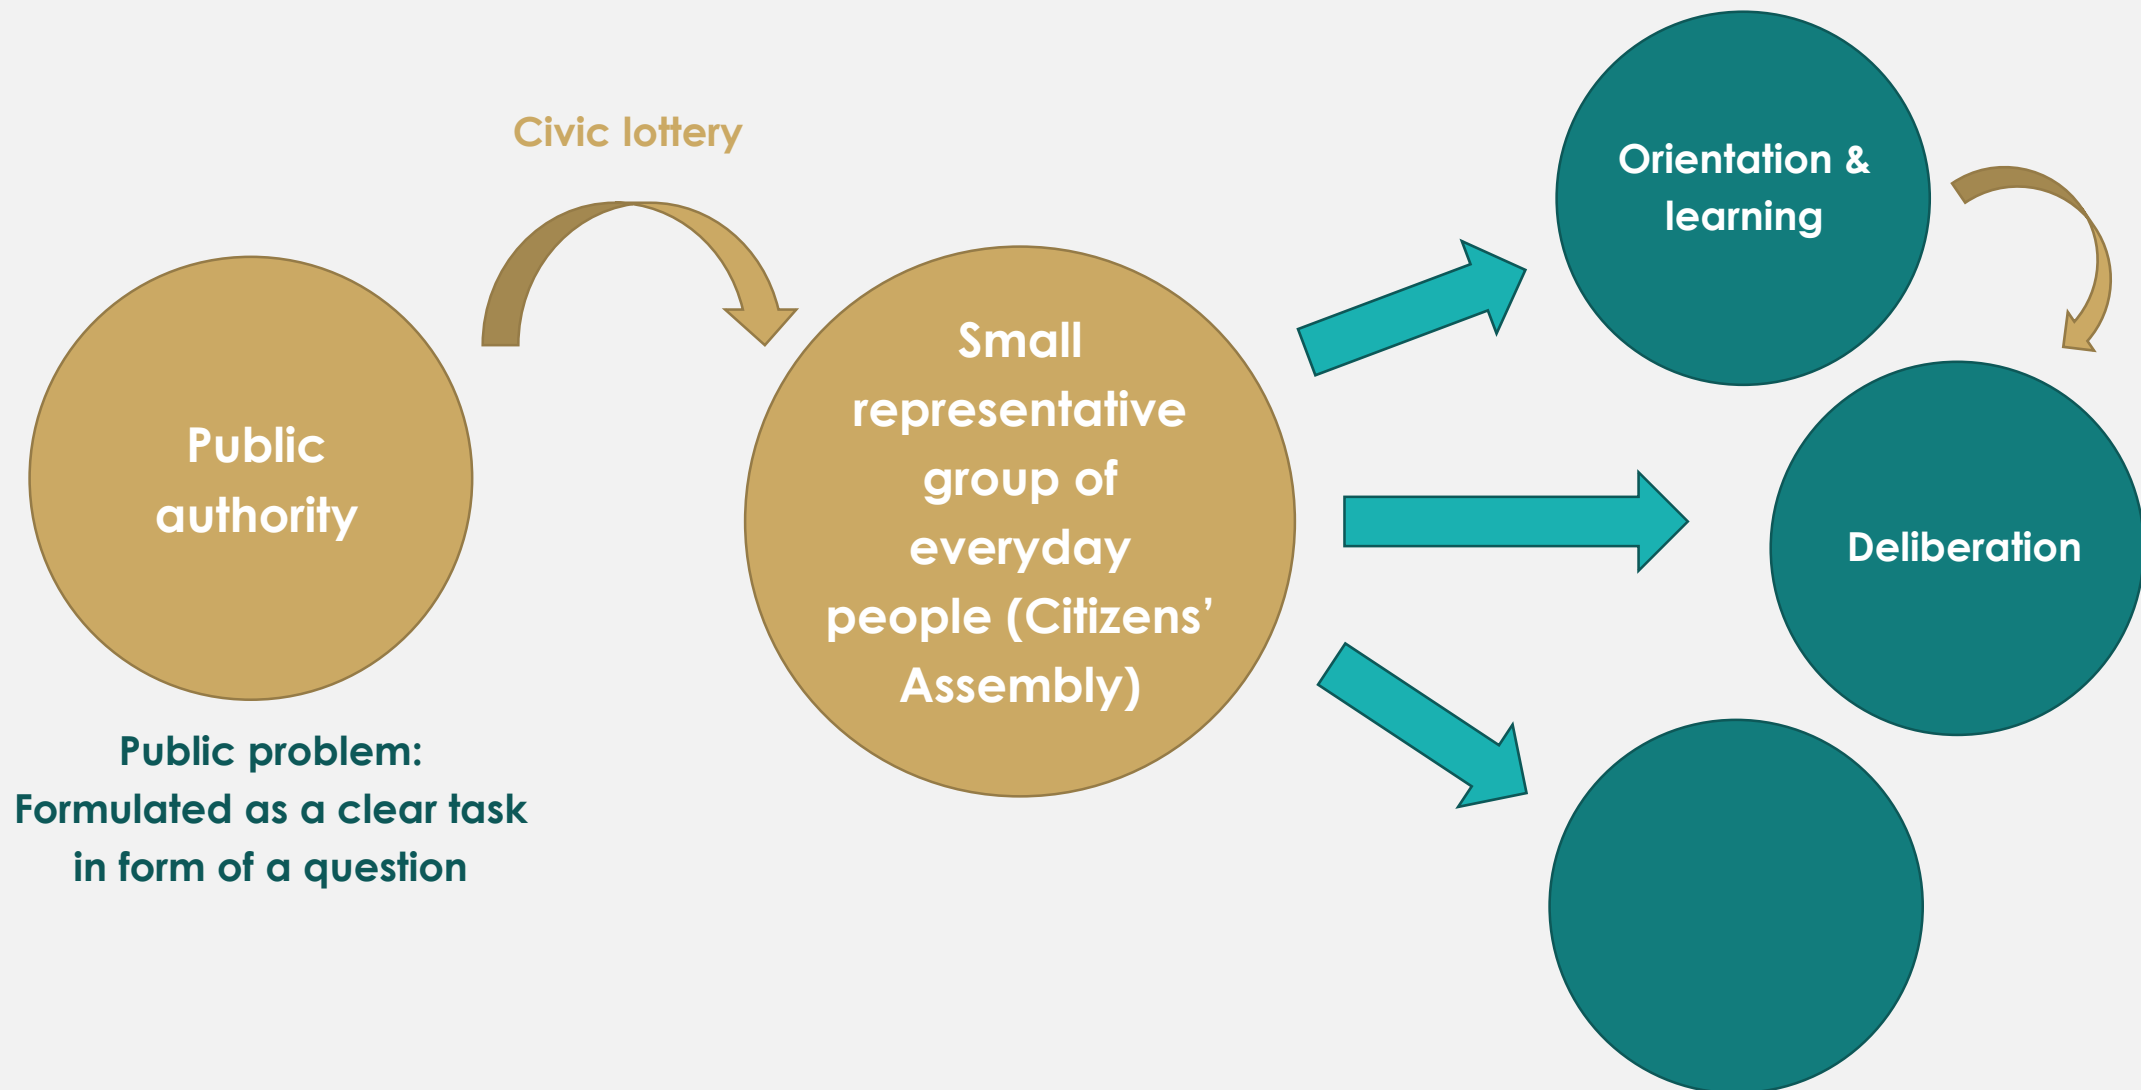 Civic lottery
Public
authority
Public problem:
Formulated as a clear task
in form of a question
Small
representative
group of
everyday
people (Citizens’
Assembly)
Orientation &
learning
Deliberation